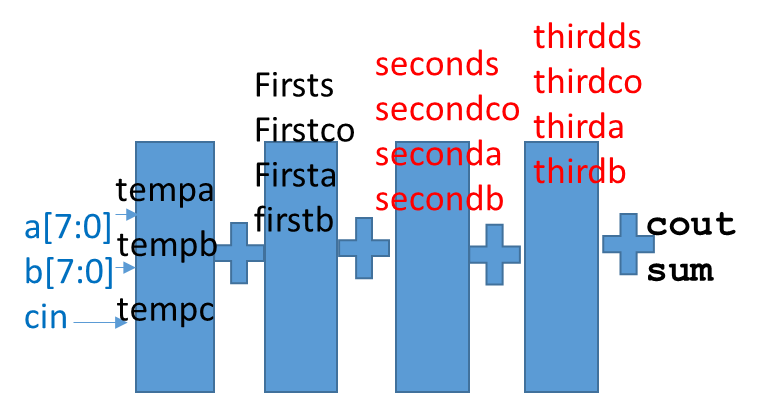 a[7:0]
b[7:0]
cin
tempa
tempb
tempc
Firsts
Firstco
Firsta
firstb
seconds
secondco
seconda
secondb
thirdds
thirdco
thirda
thirdb
cout
sum